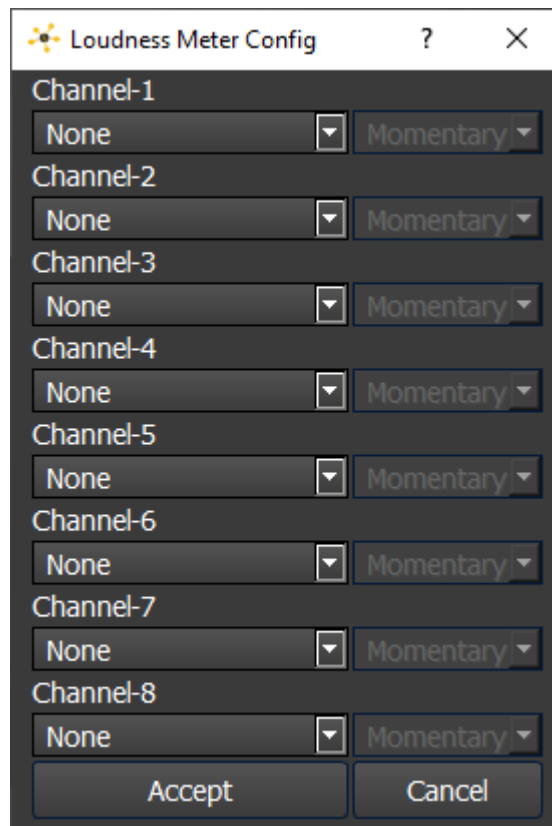 Loudness Meter Config ? ×
Channel-1
None Momentary
Channel-2
None Momentary
Channel-3
None Momentary
Channel-4
None Momentary
Channel-5
None Momentary
Channel-6
None Momentary
Channel-7
None Momentary
Channel-8
None Momentary
Accept Cancel